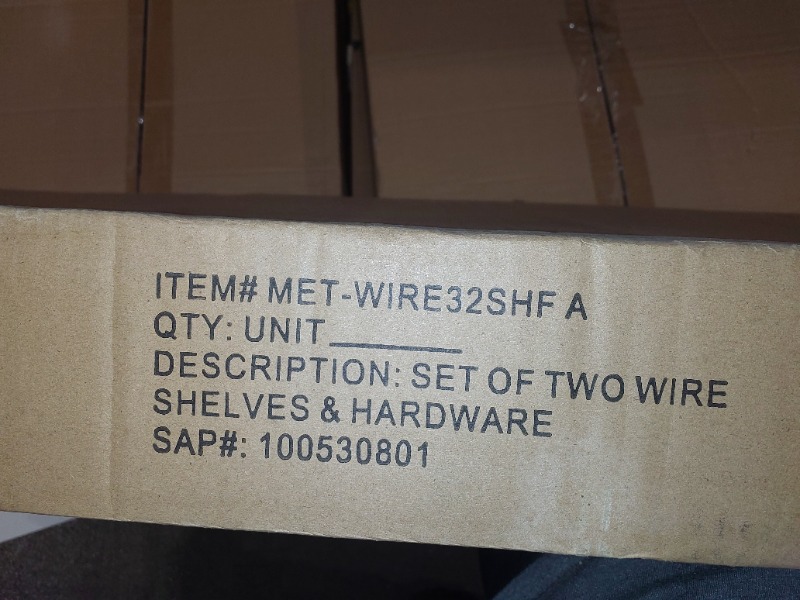 ITEM# MET-WIRE32SHF A
QTY: UNIT________
DESCRIPTION: SET OF TWO WIRE
SHELVES & HARDWARE
SAP#: 100530801